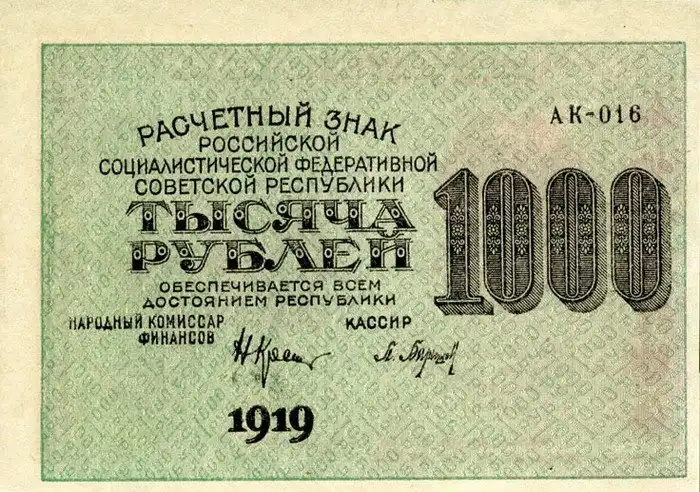 РАСЧЕТНЫЙ ЗНАК
АК-016
РОССИЙСКОЙ
СОЦИАЛИСТИЧЕСКОЙ ФЕДЕРАТИВНОЙ
СОВЕТСКОЙ РЕСПУБЛИКИ
ТЫСЯЧА
РУБЛЕЙ
1000
ОБЕСПЕЧИВАЕТСЯ ВСЕМ
ДОСТОЯНИЕМ РЕСПУБЛИКИ
НАРОДНЫЙ КОМИССАР
ФИНАНСОВ
КАССИР
1919